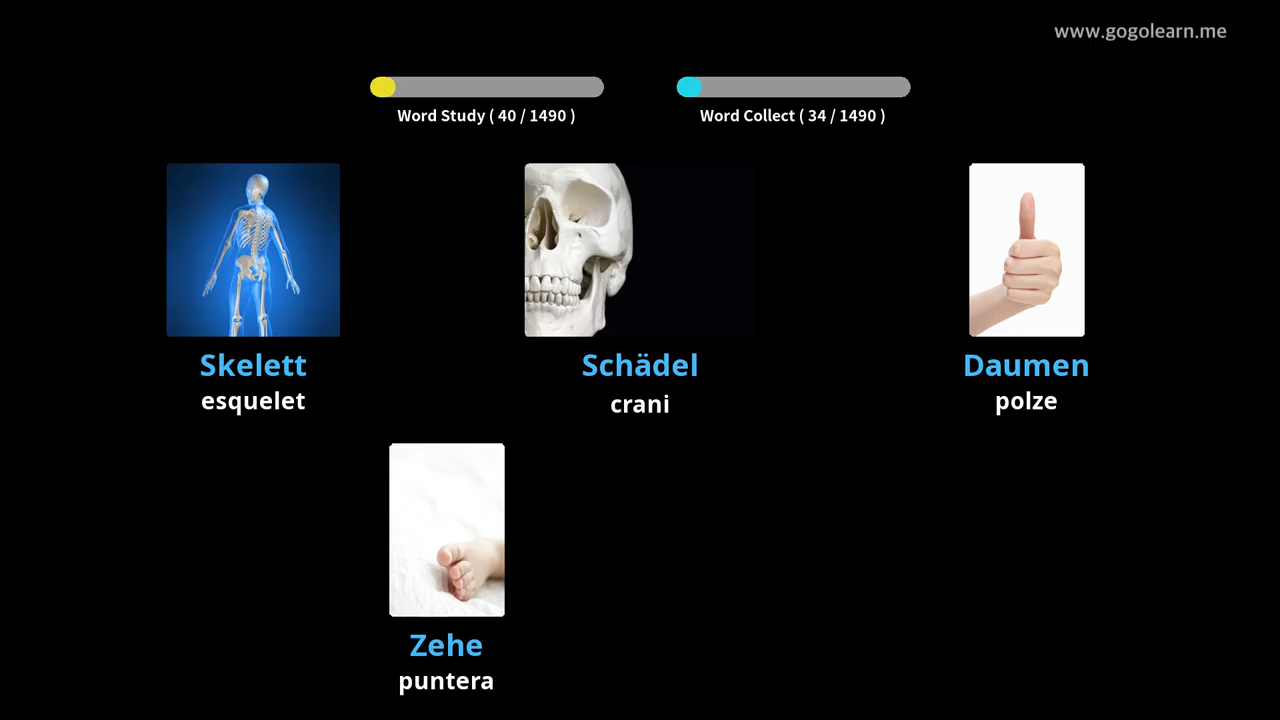 www.gogolearn.me
Word Study ( 40 / 1490 )
Word Collect ( 34 / 1490 )
Skelett
esquelet
Schädel
crani
Daumen
polze
Zehe
puntera